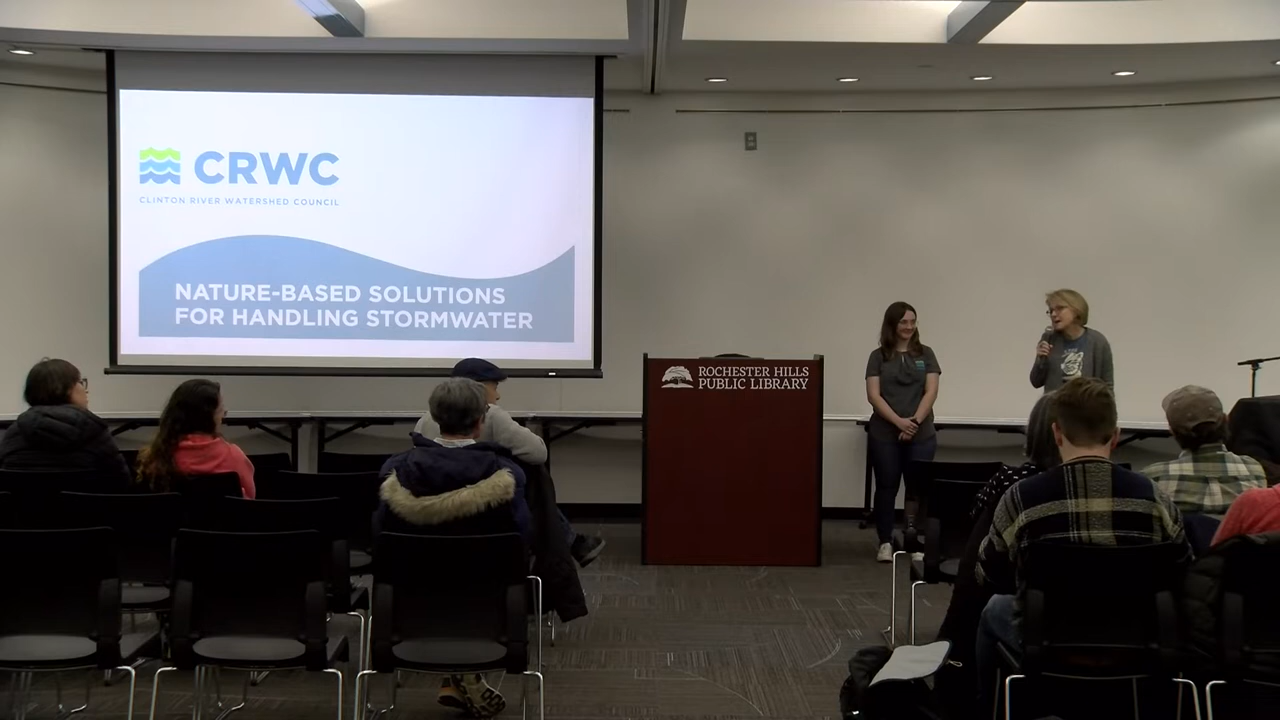 CRWC
CLINTON RIVER WATERSHED COUNCIL
NATURE-BASED SOLUTIONS
FOR HANDLING STORMWATER
ROCHESTER HILLS
PUBLIC LIBRARY